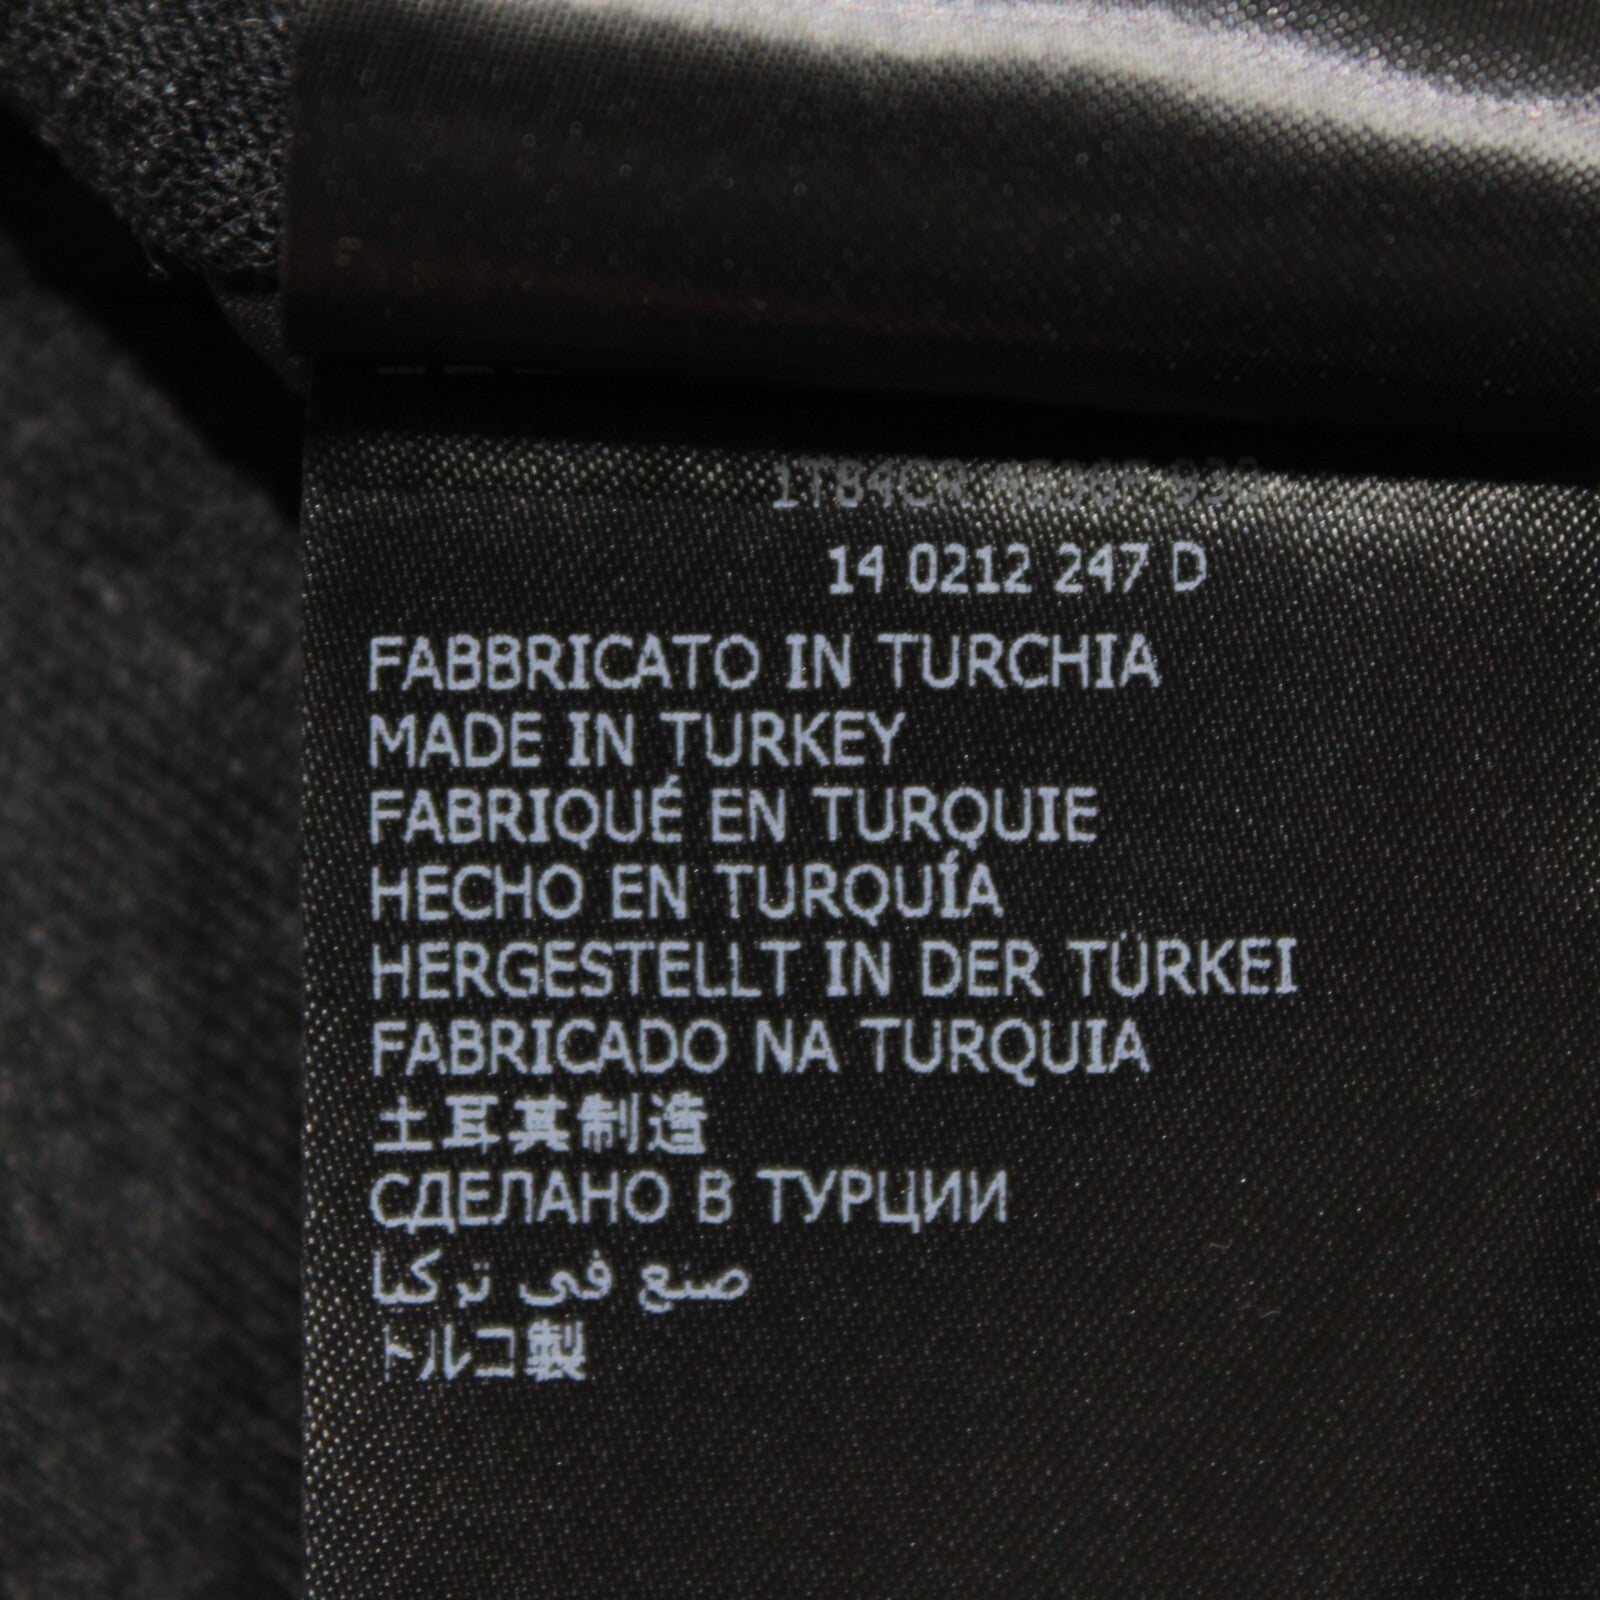 14 0212 247 D
FABBRICATO IN TURCHIA
MADE IN TURKEY
FABRIQUÉ EN TURQUIE
HECHO EN TURQUÍA
HERGESTELLT IN DER TÜRKEI
FABRICADO NA TURQUIA
土耳其制造
СДЕЛАНО В ТУРЦИИ
صنع في تركيا
トルコ製